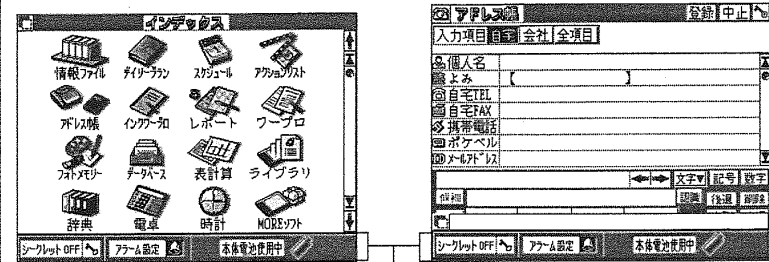 インデックス
情報ファイル デイリープラン スケジュール アクションリスト
アドレス帳 インクワープロ レポート ワープロ
フォトメモリー データベース 表計算 ライブラリ
辞典 電卓 時計 MOREソフト
シークレット OFF アラーム設定 本体電池使用中
アドレス帳 登録 中止
入力項目 自宅 会社 全項目
個人名
よみ 【 】
自宅TEL
自宅FAX
携帯電話
ポケベル
メールアドレス
文字▼ 記号 数字
候補 認識 後退 削除
シークレット OFF アラーム設定 本体電池使用中